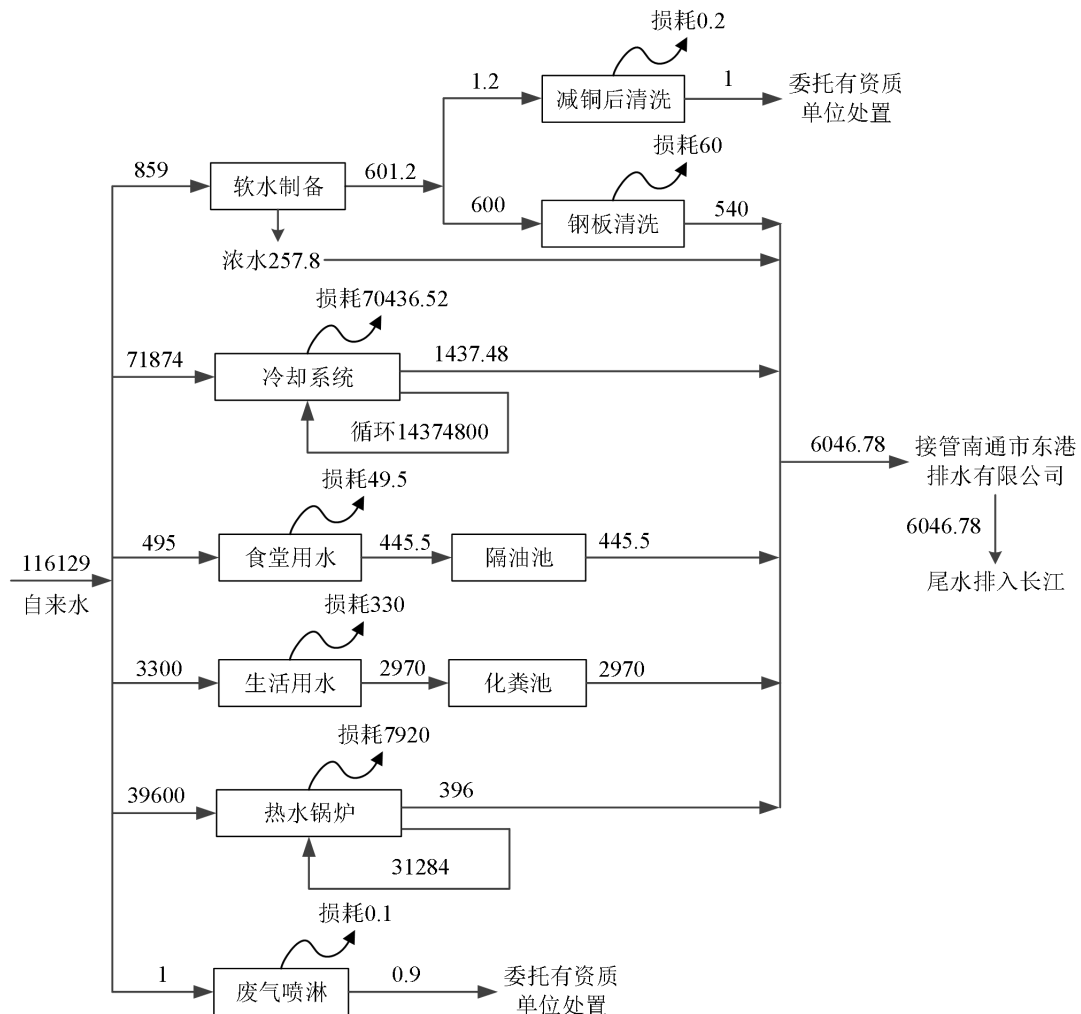 损耗0.2
1.2
减铜后清洗
1
委托有资质
单位处置
损耗60
859
软水制备
601.2
600
钢板清洗
540
浓水257.8
损耗70436.52
71874
冷却系统
1437.48
循环14374800
6046.78
接管南通市东港
排水有限公司
损耗49.5
6046.78
495
食堂用水
445.5
隔油池
445.5
116129
自来水
尾水排入长江
损耗330
3300
生活用水
2970
化粪池
2970
损耗7920
39600
热水锅炉
396
31284
损耗0.1
1
废气喷淋
0.9
委托有资质
单位处置